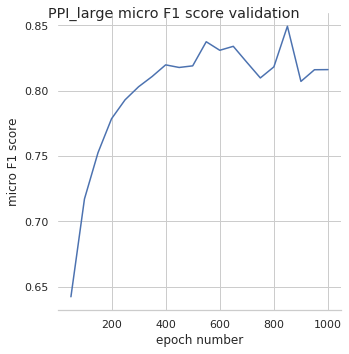 PPI_large micro F1 score validation
0.85
0.80
0.75
0.70
0.65
micro F1 score
200 400 600 800 1000
epoch number